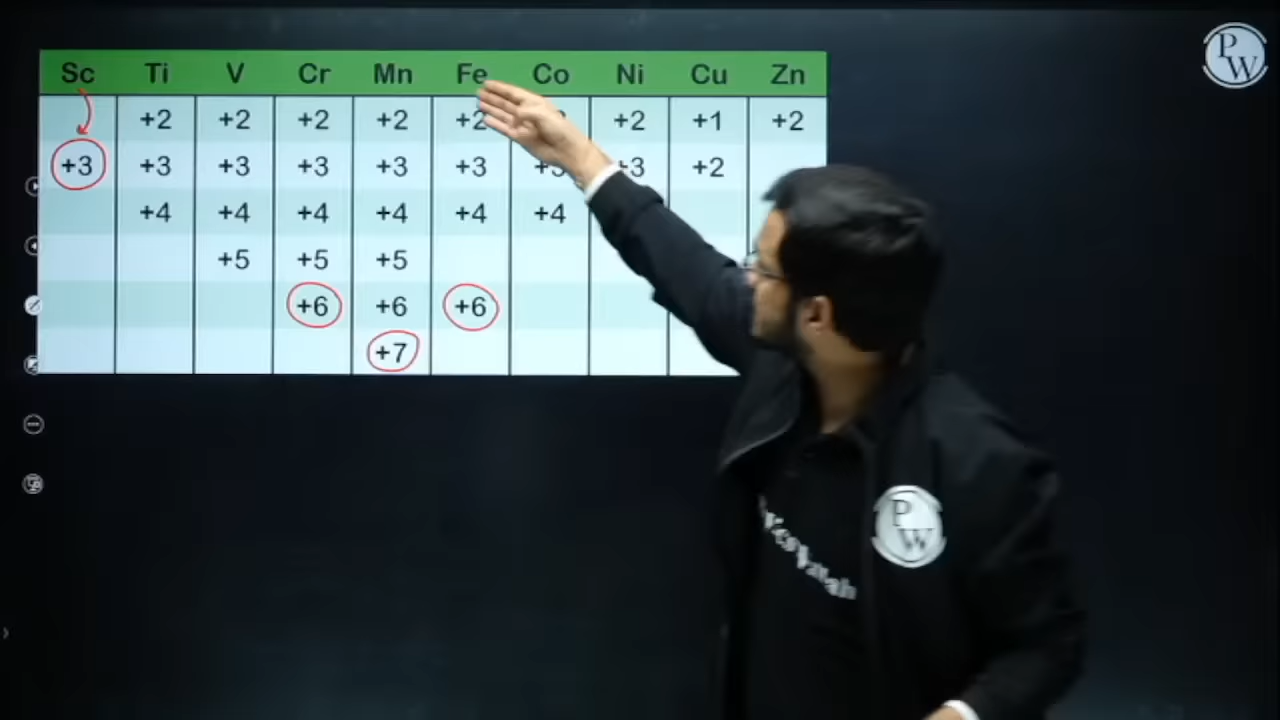 Sc Ti V Cr Mn Fe Co Ni Cu Zn
+2 +2 +2 +2 +2 +2 +1 +2
+3 +3 +3 +3 +3 +3 +3 +3 +2
+4 +4 +4 +4 +4 +4
+5 +5 +5
+6 +6 +6
+7
PW
PW